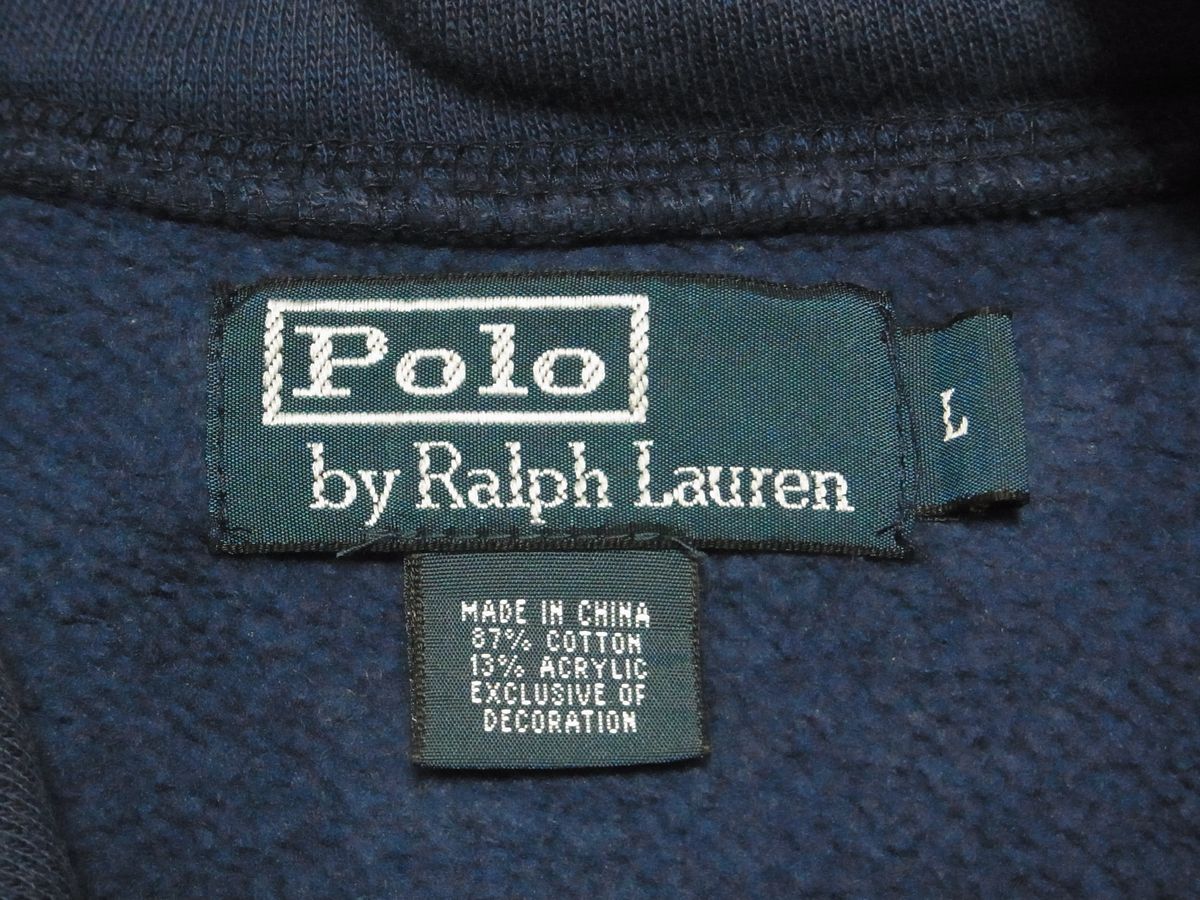 Polo
by Ralph Lauren
L
MADE IN CHINA
87% COTTON
13% ACRYLIC
EXCLUSIVE OF
DECORATION